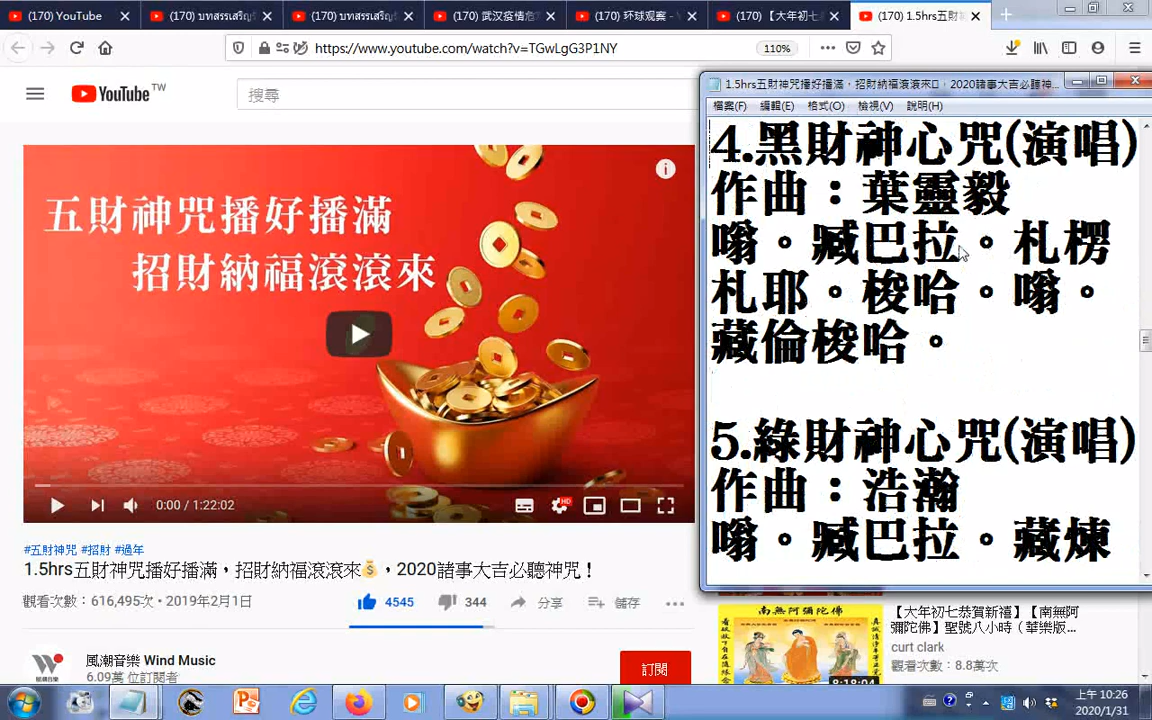 (170) YouTube
(170) บทสรรเสริญ
(170) บทสรรเสริญ
(170) 武汉疫情危
(170) 环球观察 -
(170) 【大年初七
(170) 1.5hrs五財
https://www.youtube.com/watch?v=TGwLgG3P1NY
110%
YouTube TW
搜尋
1.5hrs五財神咒播好播滿，招財納福滾滾來，2020諸事大吉必聽神...
檔案(F) 編輯(E) 格式(O) 檢視(V) 說明(H)
4.黑財神心咒(演唱)
作曲：葉靈毅
嗡。臧巴拉。札楞
札耶。梭哈。嗡。
藏倫梭哈。
5.綠財神心咒(演唱)
作曲：浩瀚
嗡。臧巴拉。藏煉
五財神咒播好播滿
招財納福滾滾來
0:00 / 1:22:02
HD
#五財神咒 #招財 #過年
1.5hrs五財神咒播好播滿，招財納福滾滾來💰，2020諸事大吉必聽神咒！
觀看次數：616,495次 • 2019年2月1日
4545
344
分享
儲存
風潮音樂 Wind Music
6.09萬 位訂閱者
訂閱
南無阿彌陀佛
8:18:04
【大年初七恭賀新禧】【南無阿
彌陀佛】聖號八小時（華樂版...
curt clark
觀看次數：8.8萬次
上午 10:26
2020/1/31